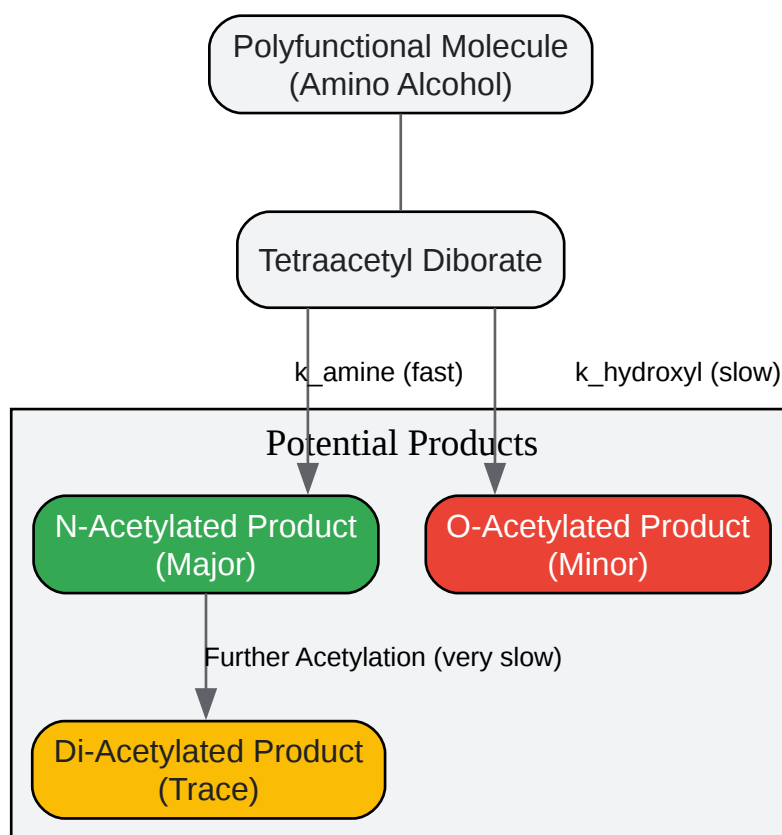 Polyfunctional Molecule
(Amino Alcohol)
Tetraacetyl Diborate
k_amine (fast)
k_hydroxyl (slow)
Potential Products
N-Acetylated Product
(Major)
O-Acetylated Product
(Minor)
Further Acetylation (very slow)
Di-Acetylated Product
(Trace)